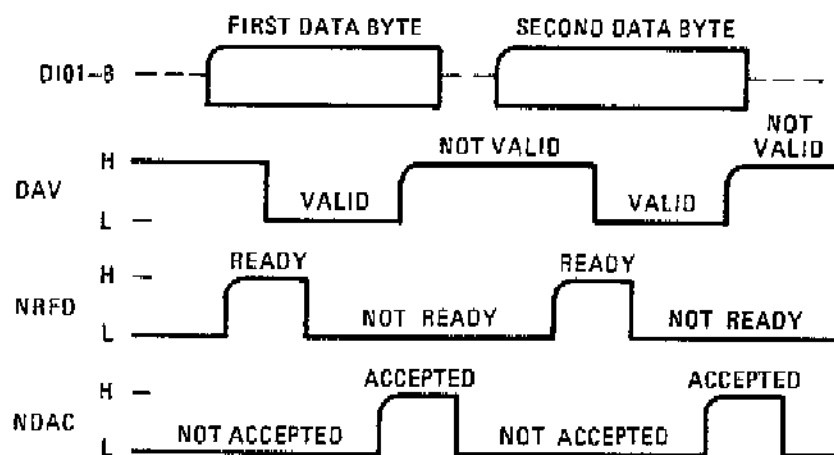 FIRST DATA BYTE
SECOND DATA BYTE
DIO1-8
NOT VALID
NOT
VALID
H
DAV
VALID
VALID
L
H
READY
READY
NRFD
NOT READY
NOT READY
L
H
ACCEPTED
ACCEPTED
NDAC
NOT ACCEPTED
NOT ACCEPTED
L